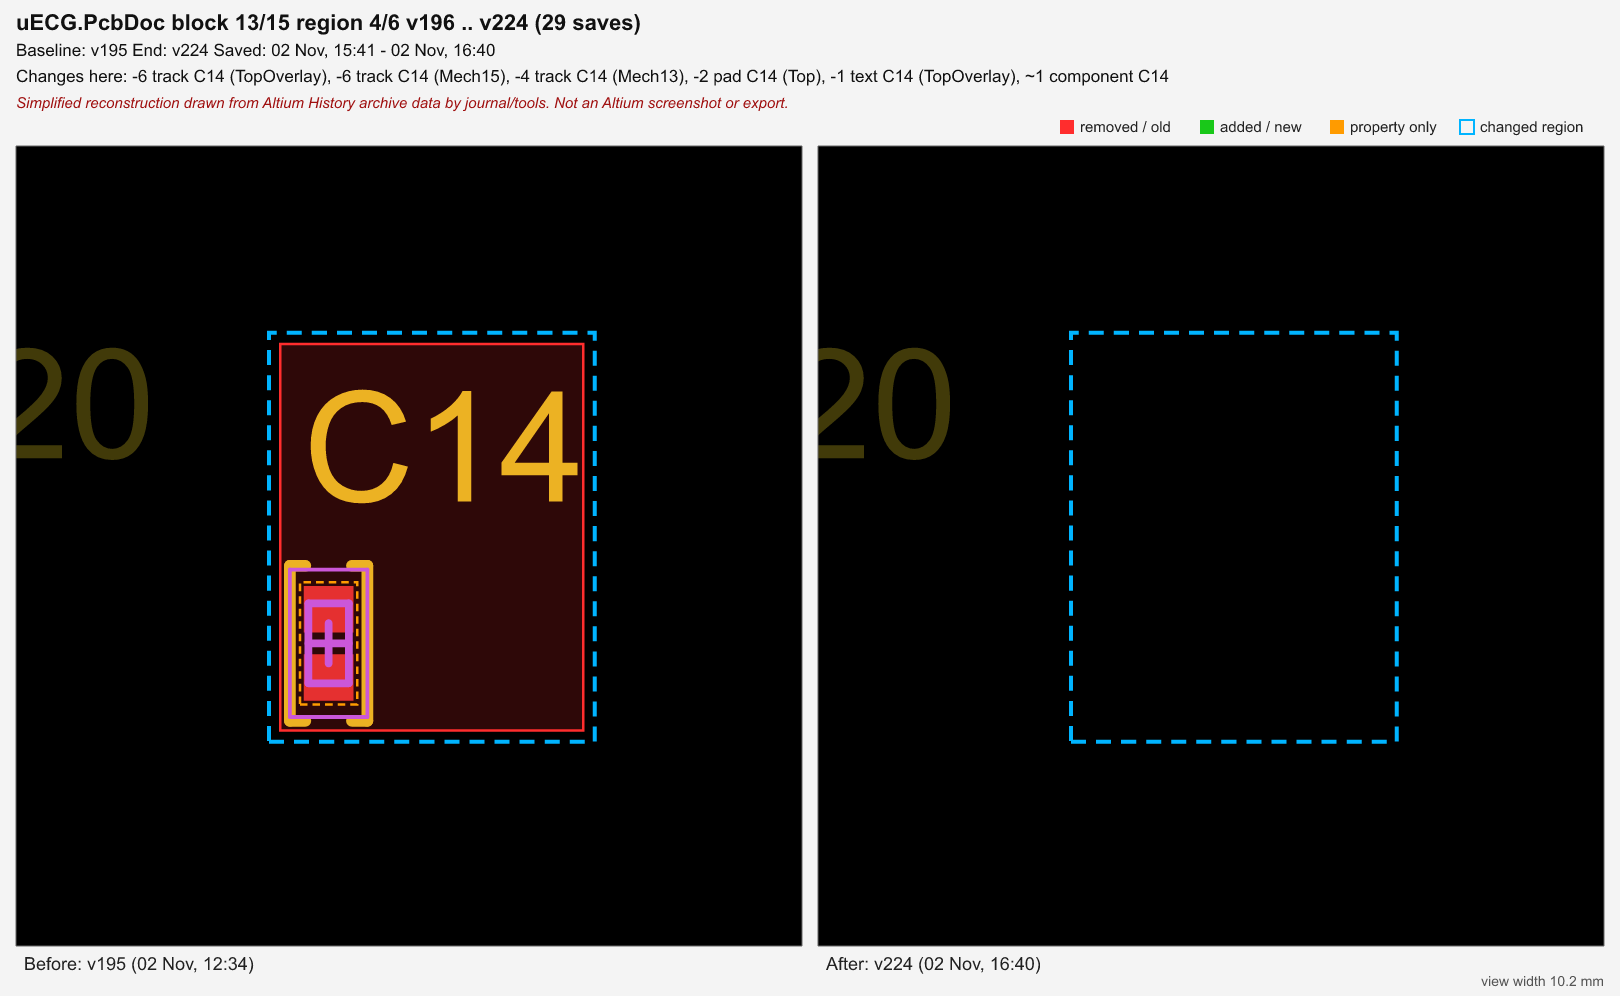 uECG.PcbDoc block 13/15 region 4/6 v196 .. v224 (29 saves)
Baseline: v195 End: v224 Saved: 02 Nov, 15:41 - 02 Nov, 16:40
Changes here: -6 track C14 (TopOverlay), -6 track C14 (Mech15), -4 track C14 (Mech13), -2 pad C14 (Top), -1 text C14 (TopOverlay), ~1 component C14
Simplified reconstruction drawn from Altium History archive data by journal/tools. Not an Altium screenshot or export.
removed / old added / new property only changed region
20
C14
20
Before: v195 (02 Nov, 12:34)
After: v224 (02 Nov, 16:40)
view width 10.2 mm